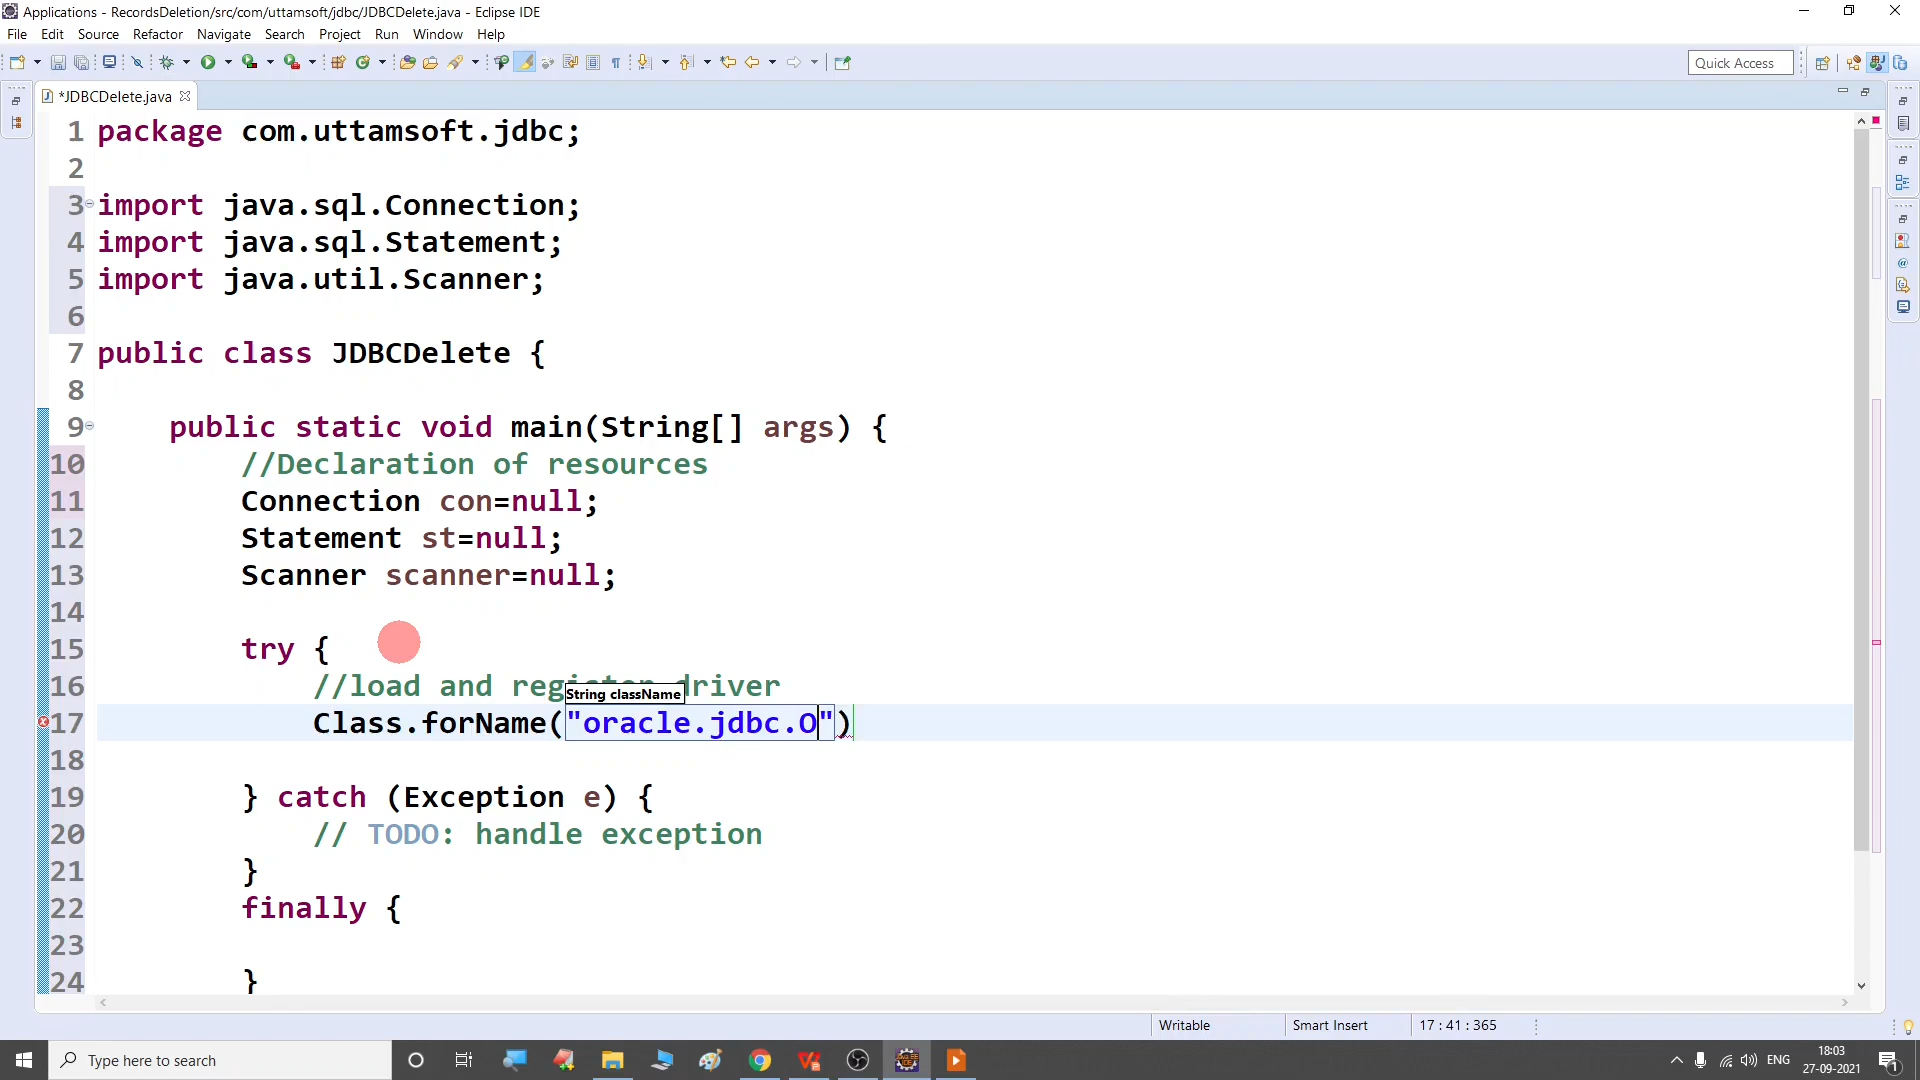 Applications - RecordsDeletion/src/com/uttamsoft/jdbc/JDBCDelete.java - Eclipse IDE
File Edit Source Refactor Navigate Search Project Run Window Help
Quick Access
*JDBCDelete.java
1 package com.uttamsoft.jdbc;
2
3 import java.sql.Connection;
4 import java.sql.Statement;
5 import java.util.Scanner;
6
7 public class JDBCDelete {
8
9 public static void main(String[] args) {
10 //Declaration of resources
11 Connection con=null;
12 Statement st=null;
13 Scanner scanner=null;
14
15 try {
16 //load and register driver
String className
17 Class.forName("oracle.jdbc.O")
18
19 } catch (Exception e) {
20 // TODO: handle exception
21 }
22 finally {
23
24 }
Writable Smart Insert 17 : 41 : 365
Type here to search
ENG 18:03
27-09-2021
1